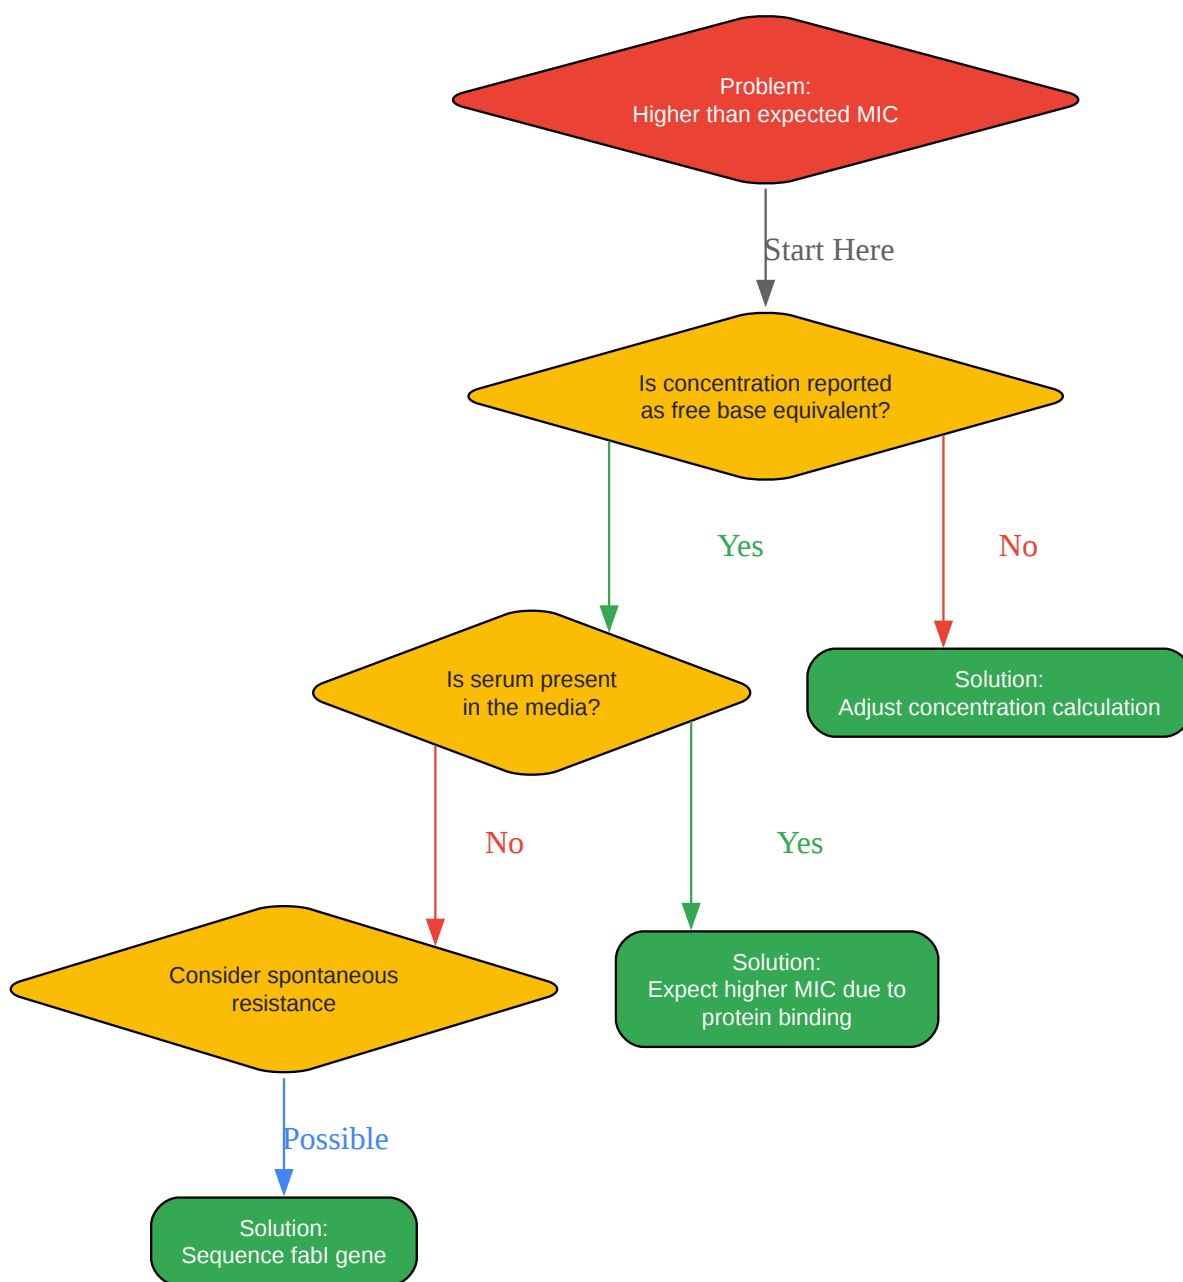 Problem:
Higher than expected MIC
Start Here
Is concentration reported
as free base equivalent?
Yes
No
Is serum present
in the media?
Solution:
Adjust concentration calculation
No
Yes
Consider spontaneous
resistance
Solution:
Expect higher MIC due to
protein binding
Possible
Solution:
Sequence fabI gene